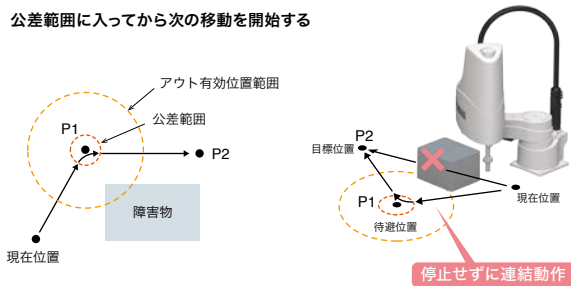 公差範囲に入ってから次の移動を開始する
アウト有効位置範囲
公差範囲
P1
P2
障害物
現在位置
P2
目標位置
現在位置
P1
待避位置
停止せずに連結動作